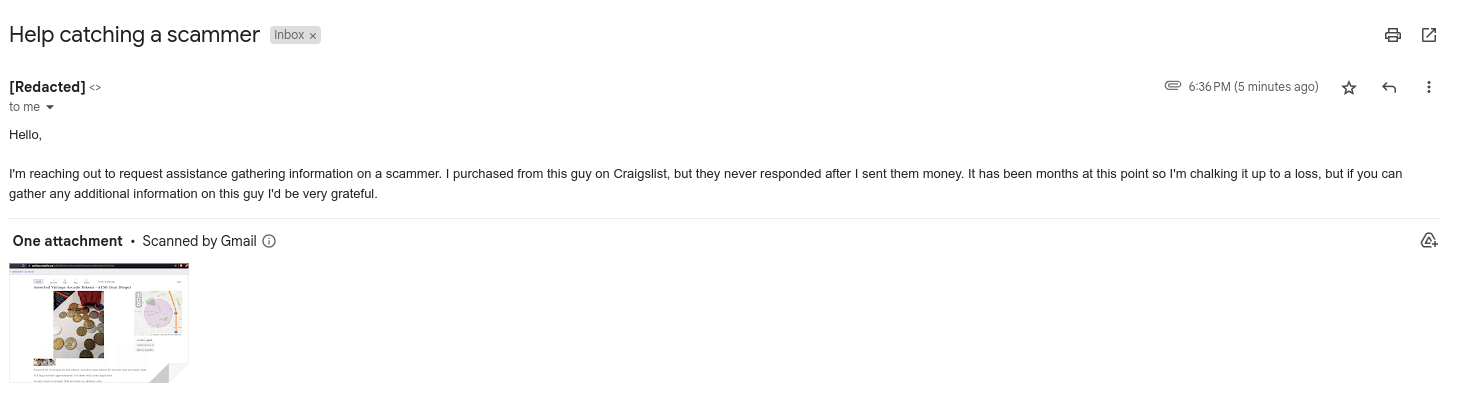 Help catching a scammer Inbox ×
[Redacted] <> 6:36 PM (5 minutes ago)
to me
Hello,
I'm reaching out to request assistance gathering information on a scammer. I purchased from this guy on Craigslist, but they never responded after I sent them money. It has been months at this point so I'm chalking it up to a loss, but if you can
gather any additional information on this guy I'd be very grateful.
One attachment • Scanned by Gmail
Assorted Vintage Arcade Tokens - $150 (San Diego)